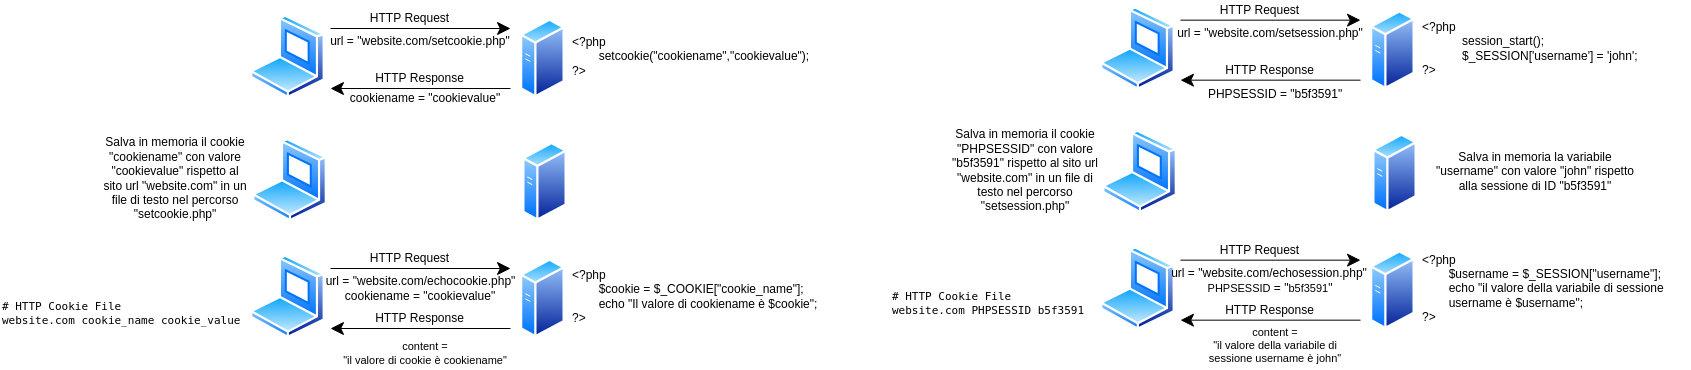 HTTP Request
url = "website.com/setcookie.php"
<?php
setcookie("cookiename","cookievalue");
?>
HTTP Response
cookiename = "cookievalue"
Salva in memoria il cookie
"cookiename" con valore
"cookievalue" rispetto al
sito url "website.com" in un
file di testo nel percorso
"setcookie.php"
# HTTP Cookie File
website.com cookie_name cookie_value
HTTP Request
url = "website.com/echocookie.php"
cookiename = "cookievalue"
<?php
$cookie = $_COOKIE["cookie_name"];
echo "Il valore di cookiename è $cookie";
?>
HTTP Response
content =
"il valore di cookie è cookiename"
HTTP Request
url = "website.com/setsession.php"
<?php
session_start();
$_SESSION['username'] = 'john';
?>
HTTP Response
PHPSESSID = "b5f3591"
Salva in memoria il cookie
"PHPSESSID" con valore
"b5f3591" rispetto al sito url
"website.com" in un file di
testo nel percorso
"setsession.php"
Salva in memoria la variabile
"username" con valore "john" rispetto
alla sessione di ID "b5f3591"
# HTTP Cookie File
website.com PHPSESSID b5f3591
HTTP Request
url = "website.com/echosession.php"
PHPSESSID = "b5f3591"
<?php
$username = $_SESSION["username"];
echo "il valore della variabile di sessione
username è $username";
?>
HTTP Response
content =
"il valore della variabile di
sessione username è john"